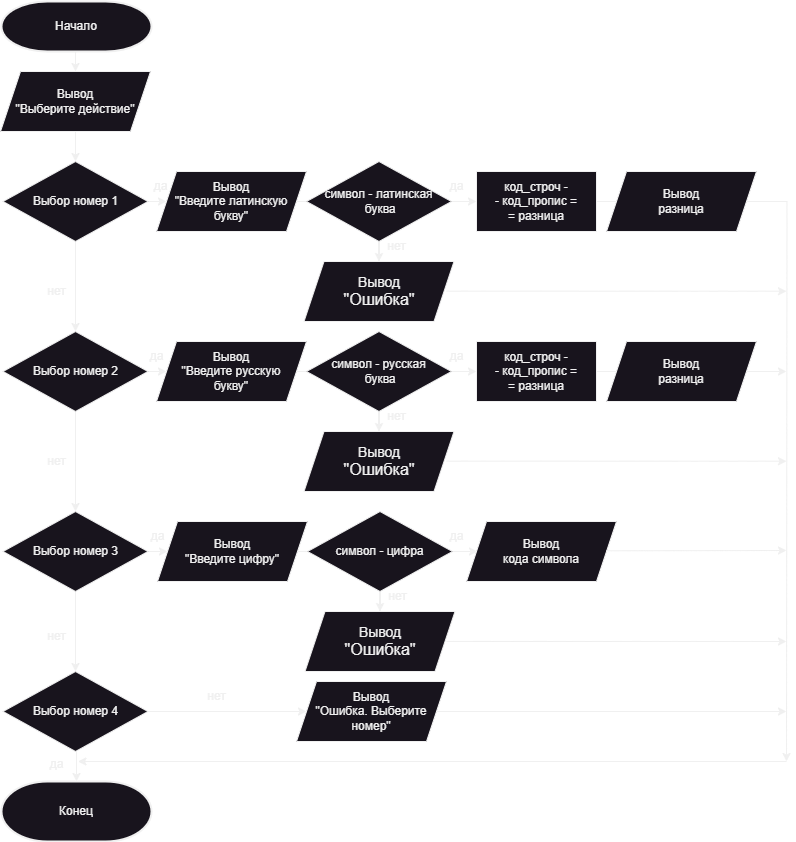 Начало
Вывод
"Выберите действие"
Выбор номер 1
да
Вывод
"Введите латинскую
букву"
символ - латинская
буква
да
код_строч -
- код_пропис =
= разница
Вывод
разница
нет
Вывод
"Ошибка"
нет
Выбор номер 2
да
Вывод
"Введите русскую
букву"
символ - русская
буква
да
код_строч -
- код_пропис =
= разница
Вывод
разница
нет
Вывод
"Ошибка"
нет
Выбор номер 3
да
Вывод
"Введите цифру"
символ - цифра
да
Вывод
кода символа
нет
Вывод
"Ошибка"
нет
Выбор номер 4
нет
Вывод
"Ошибка. Выберите
номер"
да
Конец